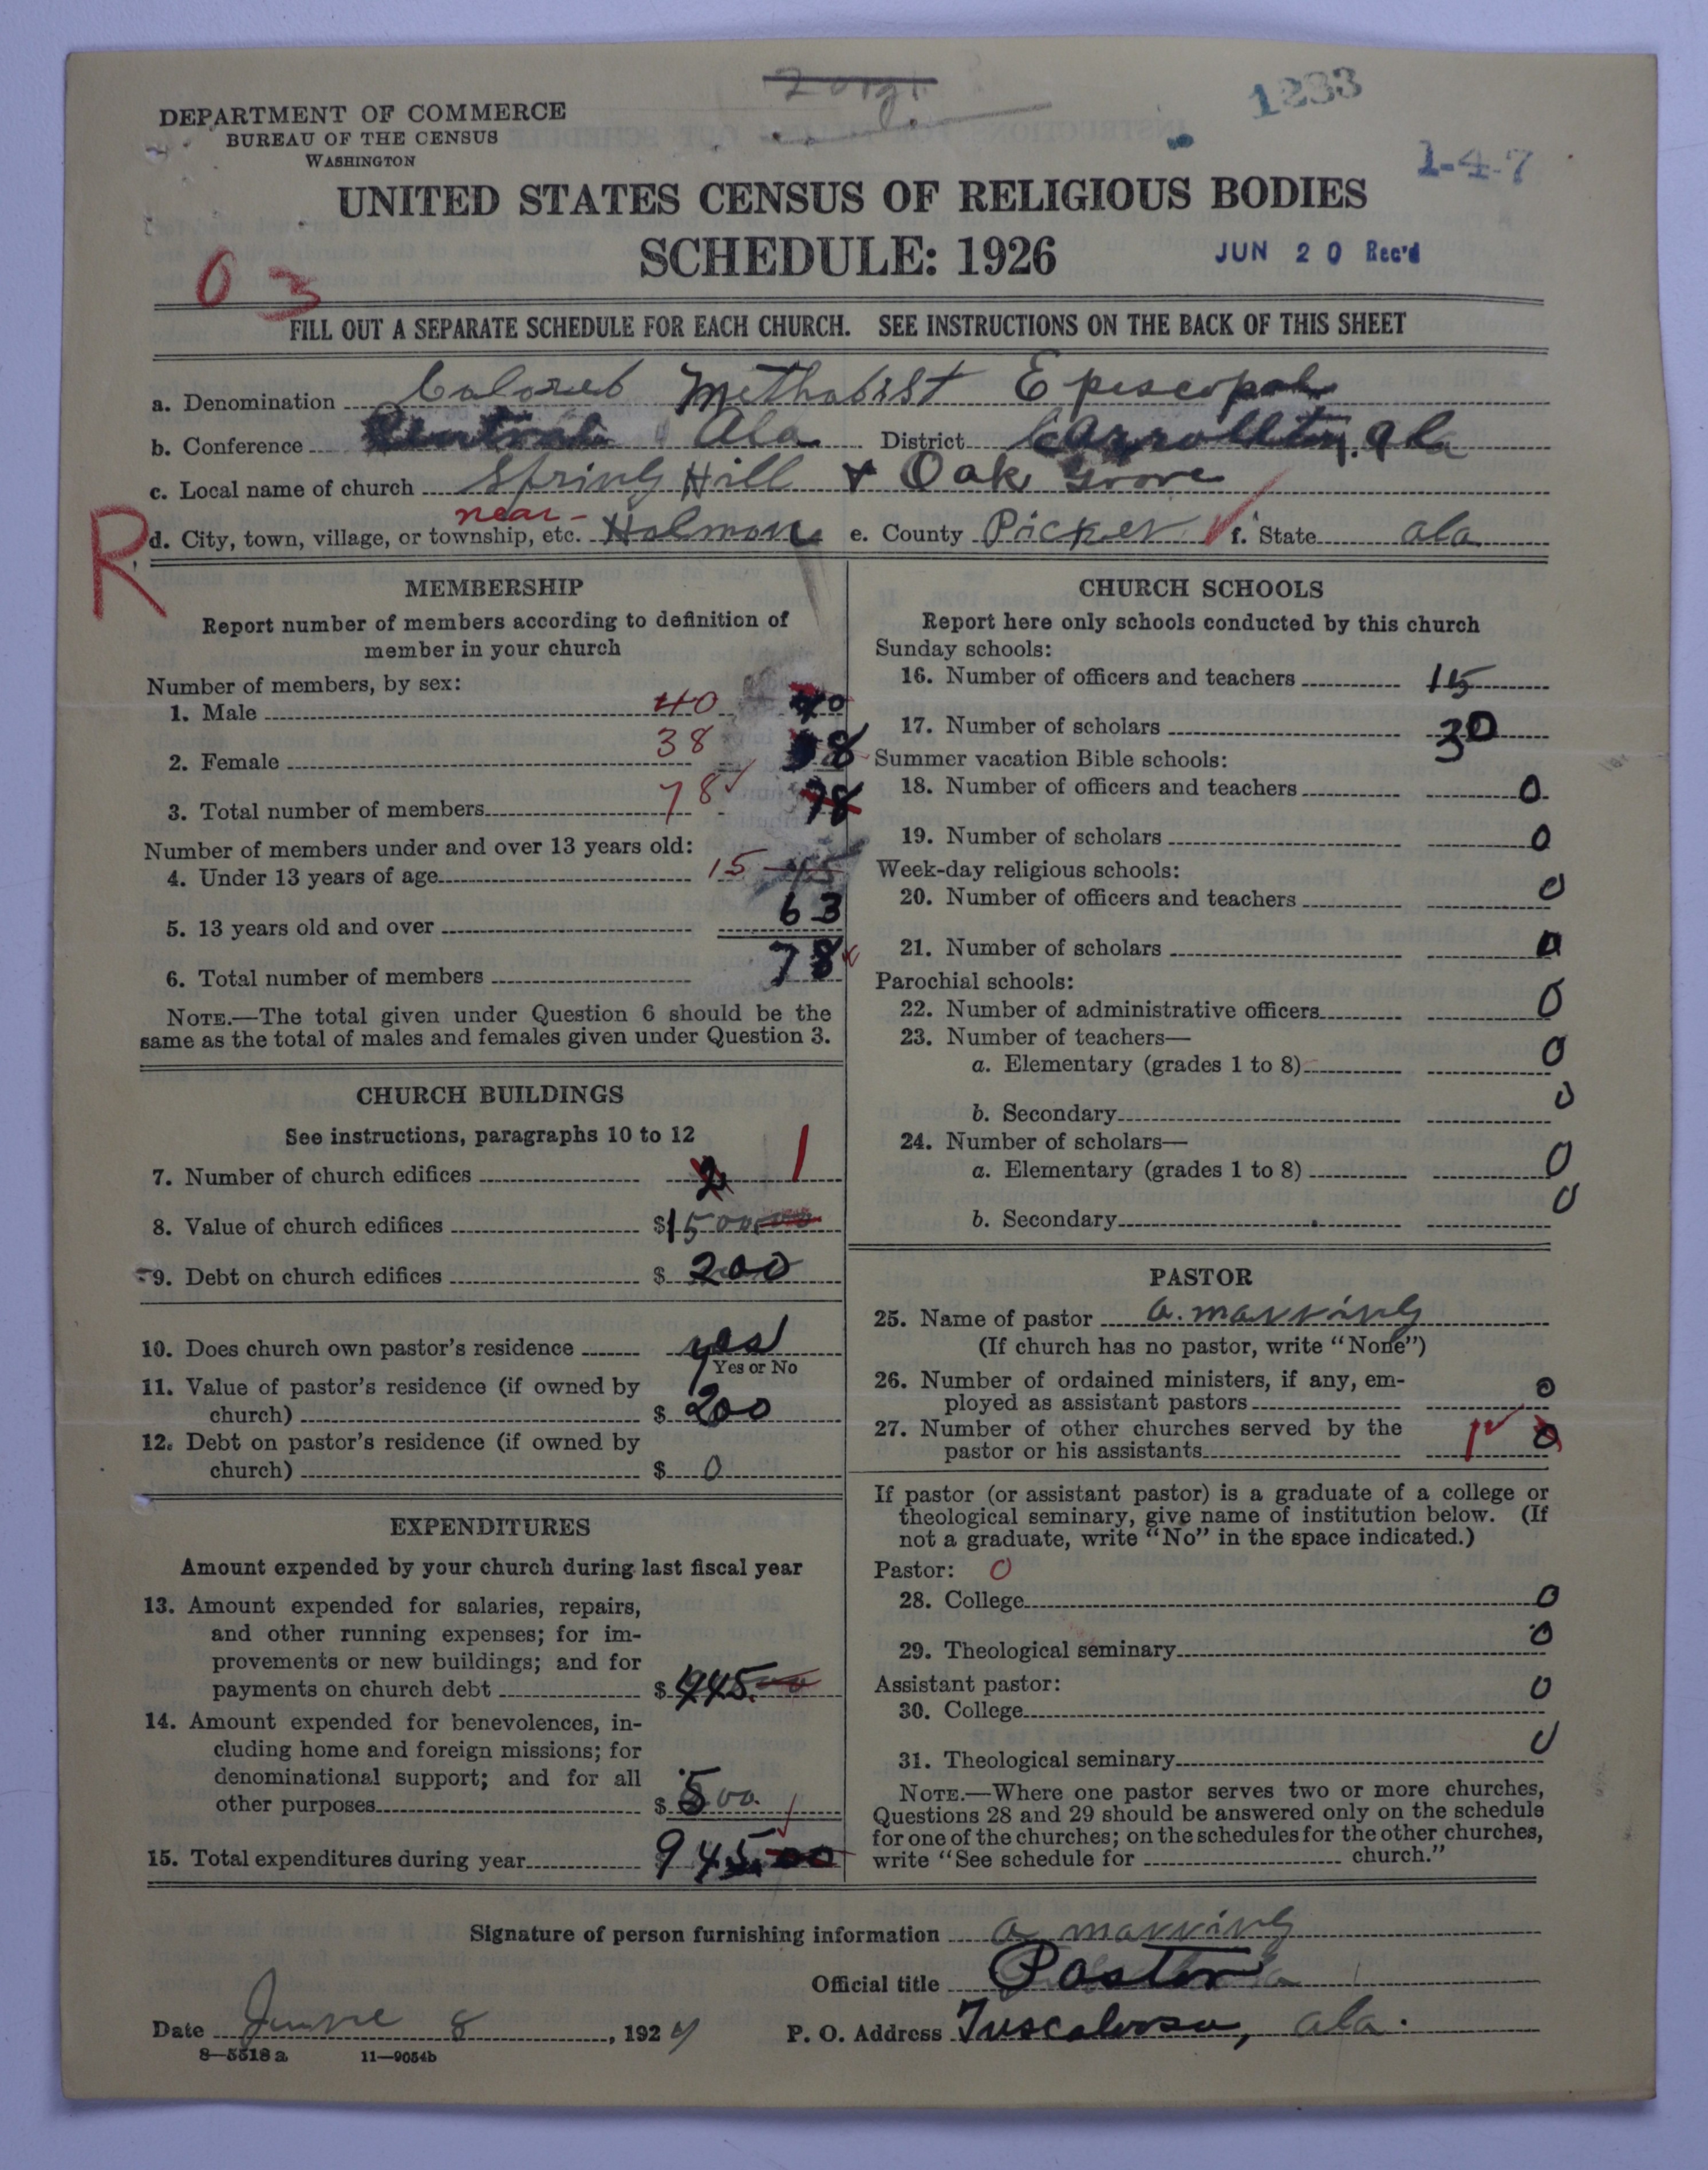 1233
DEPARTMENT OF COMMERCE
BUREAU OF THE CENSUS
WASHINGTON
1-4-7
UNITED STATES CENSUS OF RELIGIOUS BODIES
SCHEDULE: 1926
JUN 20 Rec'd
03
FILL OUT A SEPARATE SCHEDULE FOR EACH CHURCH. SEE INSTRUCTIONS ON THE BACK OF THIS SHEET
a. Denomination Colored Methodist Episcopal
b. Conference Central Ala District Carrollton, Ala
c. Local name of church Spring Hill & Oak Grove
R
d. City, town, village, or township, etc. near- Holman e. County Picken f. State Ala
MEMBERSHIP
Report number of members according to definition of
member in your church
Number of members, by sex:
1. Male 40 40
2. Female 38 38
3. Total number of members 78 78
Number of members under and over 13 years old:
4. Under 13 years of age 15 15
5. 13 years old and over 63
6. Total number of members 78
NOTE.—The total given under Question 6 should be the
same as the total of males and females given under Question 3.
CHURCH BUILDINGS
See instructions, paragraphs 10 to 12
7. Number of church edifices 2 1
8. Value of church edifices $1500.00
9. Debt on church edifices $ 200
10. Does church own pastor's residence yes
Yes or No
11. Value of pastor's residence (if owned by
church) $ 200
12. Debt on pastor's residence (if owned by
church) $ 0
EXPENDITURES
Amount expended by your church during last fiscal year
13. Amount expended for salaries, repairs,
and other running expenses; for im-
provements or new buildings; and for
payments on church debt $ 945.00
14. Amount expended for benevolences, in-
cluding home and foreign missions; for
denominational support; and for all
other purposes $ 500
15. Total expenditures during year 945.00
CHURCH SCHOOLS
Report here only schools conducted by this church
Sunday schools:
16. Number of officers and teachers 15
17. Number of scholars 30
Summer vacation Bible schools:
18. Number of officers and teachers 0
19. Number of scholars 0
Week-day religious schools:
20. Number of officers and teachers 0
21. Number of scholars 0
Parochial schools:
22. Number of administrative officers 0
23. Number of teachers—
a. Elementary (grades 1 to 8) 0
b. Secondary 0
24. Number of scholars—
a. Elementary (grades 1 to 8) 0
b. Secondary 0
PASTOR
25. Name of pastor a. manning
(If church has no pastor, write "None")
26. Number of ordained ministers, if any, em-
ployed as assistant pastors 0
27. Number of other churches served by the
pastor or his assistants 1 0
If pastor (or assistant pastor) is a graduate of a college or
theological seminary, give name of institution below. (If
not a graduate, write "No" in the space indicated.)
Pastor: 0
28. College 0
29. Theological seminary 0
Assistant pastor:
30. College 0
31. Theological seminary 0
NOTE.—Where one pastor serves two or more churches,
Questions 28 and 29 should be answered only on the schedule
for one of the churches; on the schedules for the other churches,
write "See schedule for church."
Signature of person furnishing information a manning
Official title Pastor
Date June 8, 1927 P. O. Address Tuscaloosa, ala.
8—5518a 11—9054b